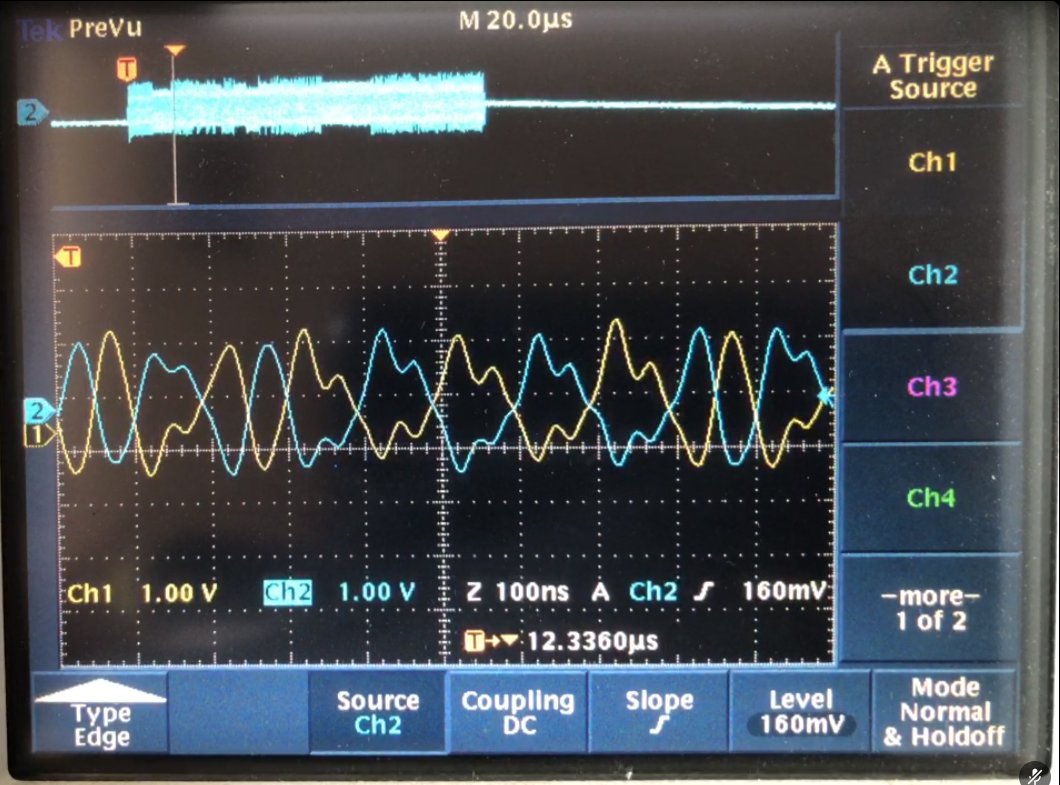 Tek PreVu
M 20.0µs
T
2
A Trigger
Source
Ch1
Ch2
Ch3
Ch4
-more-
1 of 2
T
2
1
Ch1 1.00 V Ch2 1.00 V Z 100ns A Ch2 ʃ 160mV
T→▼ 12.3360µs
Type
Edge
Source
Ch2
Coupling
DC
Slope
ʃ
Level
160mV
Mode
Normal
& Holdoff